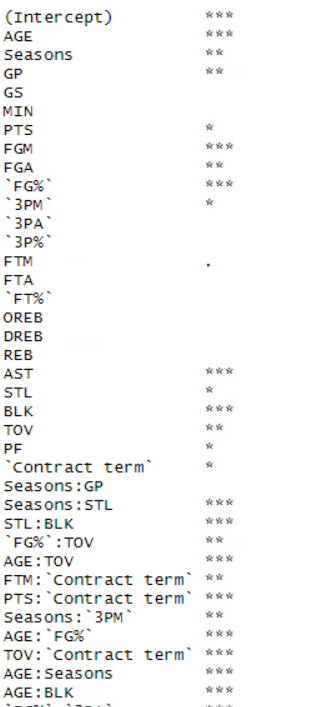 (Intercept) ***
AGE ***
Seasons **
GP **
GS
MIN
PTS *
FGM ***
FGA **
`FG%` ***
`3PM` *
`3PA`
`3P%`
FTM .
FTA
`FT%`
OREB
DREB
REB
AST ***
STL *
BLK ***
TOV **
PF *
`Contract term` *
Seasons:GP
Seasons:STL ***
STL:BLK ***
`FG%`:TOV **
AGE:TOV ***
FTM:`Contract term` **
PTS:`Contract term` ***
Seasons:`3PM` **
AGE:`FG%` ***
TOV:`Contract term` ***
AGE:Seasons ***
AGE:BLK ***